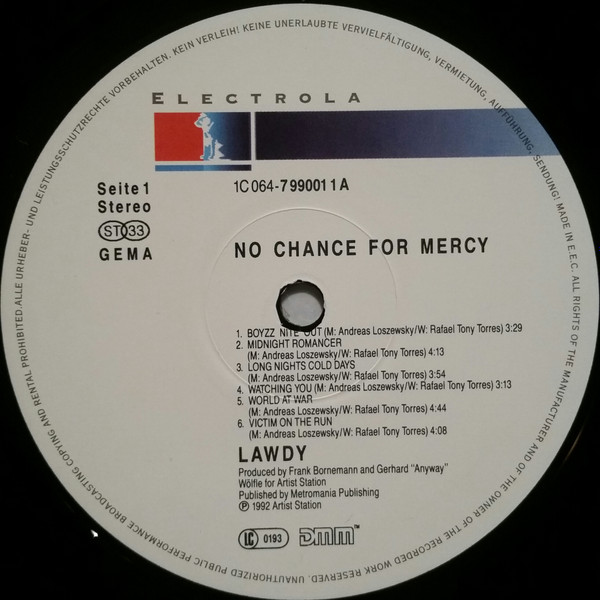 ALLE URHEBER- UND LEISTUNGSSCHUTZRECHTE VORBEHALTEN. KEIN VERLEIH! KEINE UNERLAUBTE VERVIELFÄLTIGUNG, VERMIETUNG, AUFFÜHRUNG, SENDUNG! MADE IN E.E.C. ALL RIGHTS OF THE MANUFACTURER AND OF THE OWNER OF THE RECORDED WORK RESERVED. UNAUTHORIZED PUBLIC PERFORMANCE BROADCASTING COPYING AND RENTAL PROHIBITED.
ELECTROLA
Seite 1
1C 064-7 99001 1 A
Stereo
ST 33
GEMA
NO CHANCE FOR MERCY
1. BOYZZ NITE OUT (M: Andreas Loszewsky/W: Rafael Tony Torres) 3:29
2. MIDNIGHT ROMANCER
(M: Andreas Loszewsky/W: Rafael Tony Torres) 4:13
3. LONG NIGHTS COLD DAYS
(M: Andreas Loszewsky/W: Rafael Tony Torres) 3:54
4. WATCHING YOU (M: Andreas Loszewsky/W: Rafael Tony Torres) 3:13
5. WORLD AT WAR
(M: Andreas Loszewsky/W: Rafael Tony Torres) 4:44
6. VICTIM ON THE RUN
(M: Andreas Loszewsky/W: Rafael Tony Torres) 4:08
LAWDY
Produced by Frank Bornemann and Gerhard "Anyway"
Wölfle for Artist Station
Published by Metromania Publishing
℗ 1992 Artist Station
LC 0193 DMM™